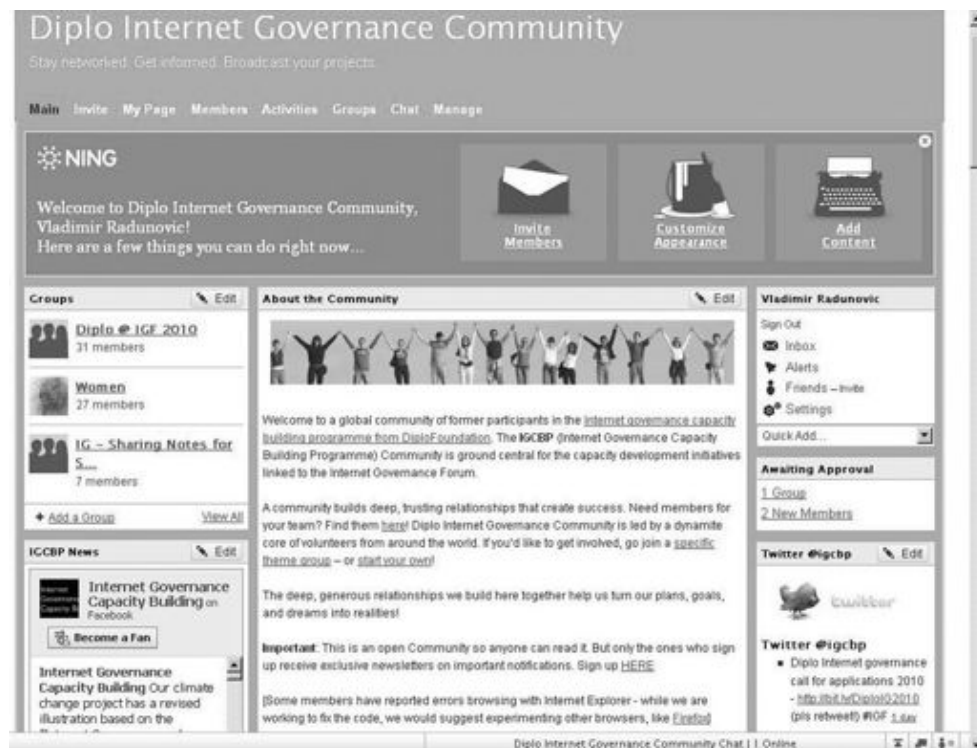 Diplo Internet Governance Community
Stay networked. Get informed. Broadcast your projects.
Main Invite My Page Members Activities Groups Chat Manage
NING
Welcome to Diplo Internet Governance Community,
Vladimir Radunovic!
Here are a few things you can do right now...
Invite
Members
Customize
Appearance
Add
Content
Groups Edit
Diplo @ IGF 2010
31 members
Women
27 members
IG – Sharing Notes for
S....
7 members
Add a Group View All
IGCBP News Edit
Internet Governance
Capacity Building on
Facebook
Become a Fan
Internet Governance
Capacity Building Our climate
change project has a revised
illustration based on the
About the Community Edit
Welcome to a global community of former participants in the internet governance capacity
building programme from DiploFoundation. The IGCBP (Internet Governance Capacity
Building Programme) Community is ground central for the capacity development initiatives
linked to the Internet Governance Forum.
A community builds deep, trusting relationships that create success. Need members for
your team? Find them here! Diplo Internet Governance Community is led by a dynamite
core of volunteers from around the world. If you'd like to get involved, go join a specific
theme group – or start your own!
The deep, generous relationships we build here together help us turn our plans, goals,
and dreams into realities!
Important: This is an open Community so anyone can read it. But only the ones who sign
up receive exclusive newsletters on important notifications. Sign up HERE
[Some members have reported errors browsing with Internet Explorer - while we are
working to fix the code, we would suggest experimenting other browsers, like Firefox]
Vladimir Radunovic
Sign Out
Inbox
Alerts
Friends – Invite
Settings
Quick Add...
Awaiting Approval
1 Group
2 New Members
Twitter @igcbp Edit
twitter
Twitter @igcbp
Diplo Internet governance
call for applications 2010
- http://bit.ly/DiploIG2010
(pls retweet!) #IGF 1 day
Diplo Internet Governance Community Chat | 1 Online